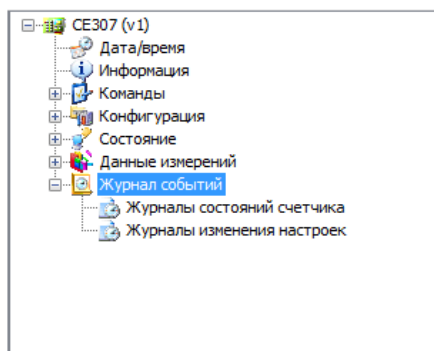 CE307 (v1)
Дата/время
Информация
Команды
Конфигурация
Состояние
Данные измерений
Журнал событий
Журналы состояний счетчика
Журналы изменения настроек